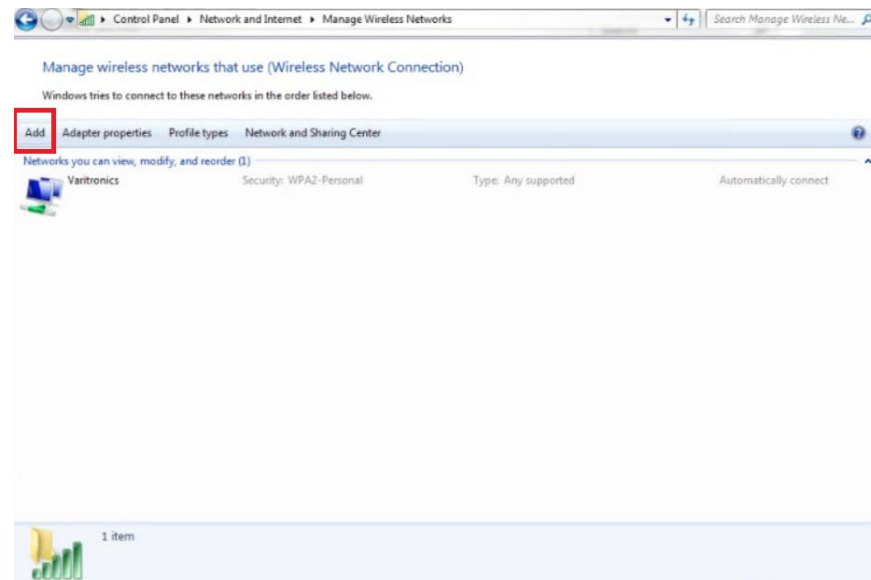 Control Panel ▸ Network and Internet ▸ Manage Wireless Networks
Search Manage Wireless Ne...
Manage wireless networks that use (Wireless Network Connection)
Windows tries to connect to these networks in the order listed below.
Add Adapter properties Profile types Network and Sharing Center
Networks you can view, modify, and reorder (1)
Varitronics Security: WPA2-Personal Type: Any supported Automatically connect
1 item